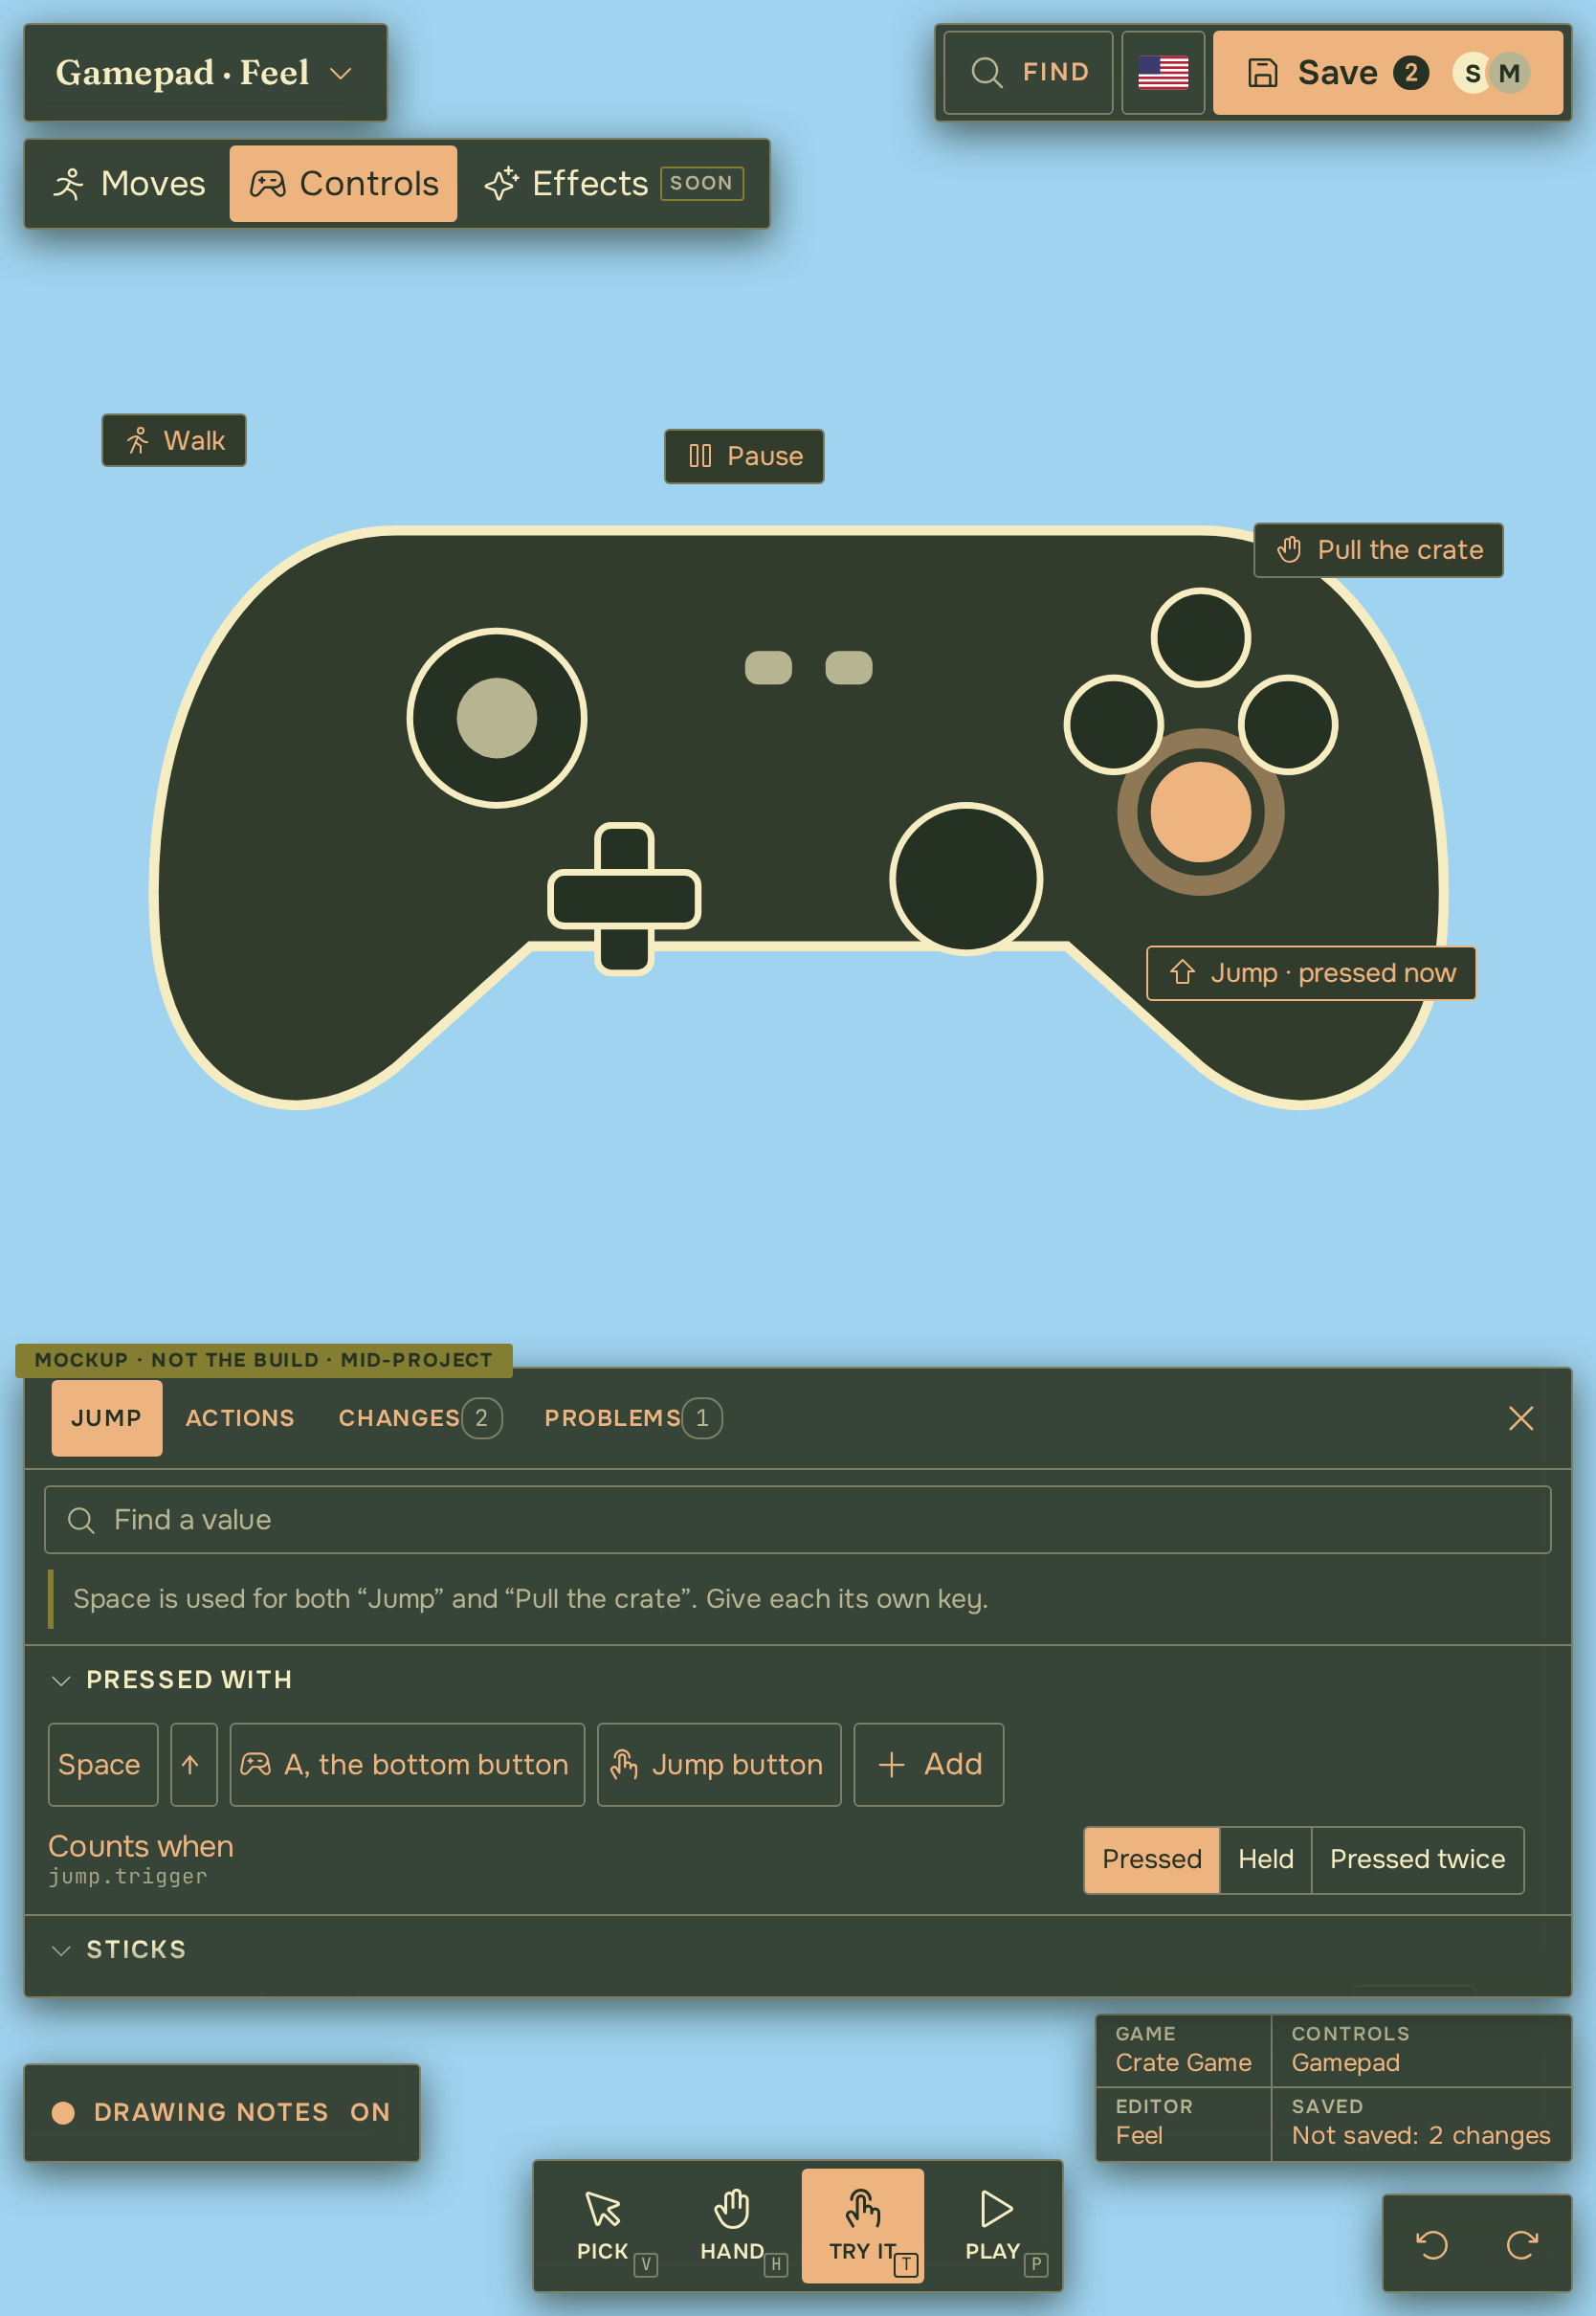 Gamepad · Feel
FIND
Save 2 S M
Moves
Controls
Effects SOON
Walk
Pause
Pull the crate
Jump · pressed now
MOCKUP · NOT THE BUILD · MID-PROJECT
JUMP
ACTIONS
CHANGES 2
PROBLEMS 1
Find a value
Space is used for both “Jump” and “Pull the crate”. Give each its own key.
PRESSED WITH
Space
↑
A, the bottom button
Jump button
Add
Counts when
jump.trigger
Pressed
Held
Pressed twice
STICKS
GAME
Crate Game
CONTROLS
Gamepad
EDITOR
Feel
SAVED
Not saved: 2 changes
DRAWING NOTES ON
PICK V
HAND H
TRY IT T
PLAY P